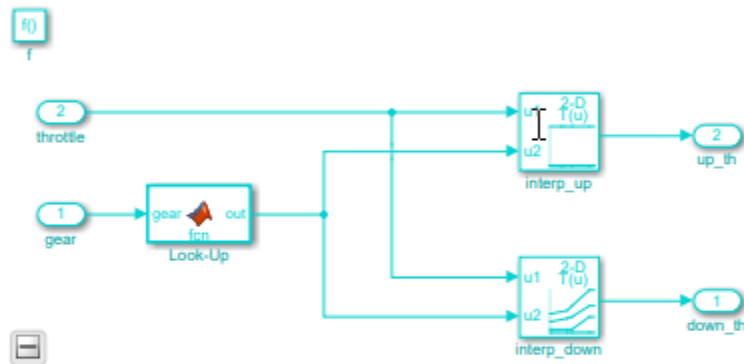 f()
f
2
throttle
1
gear
gear
out
fcn
Look-Up
u1
u2
2-D
T(u)
interp_up
2
up_th
u1
u2
2-D
T(u)
interp_down
1
down_th